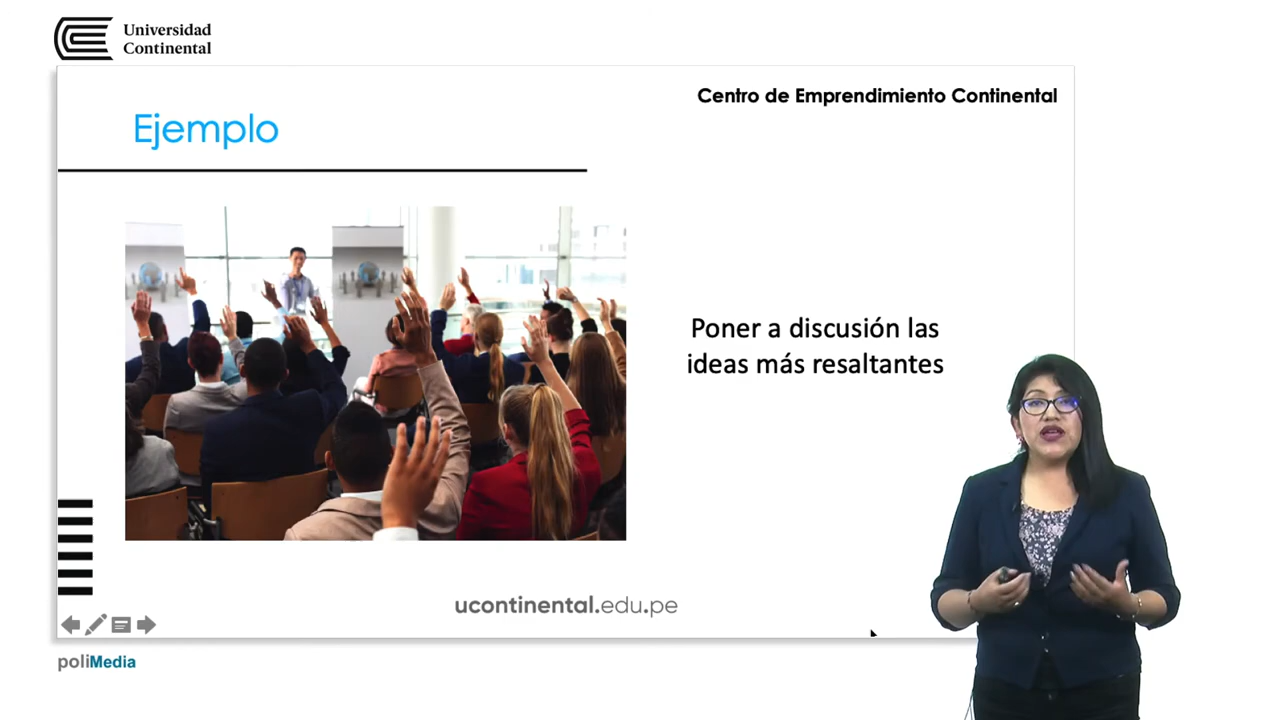 Universidad
Continental
Centro de Emprendimiento Continental
Ejemplo
Poner a discusión las
ideas más resaltantes
ucontinental.edu.pe
poliMedia